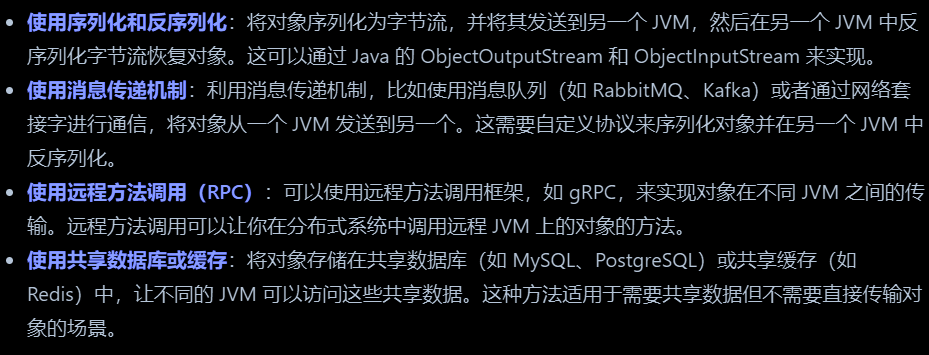 • 使用序列化和反序列化：将对象序列化为字节流，并将其发送到另一个 JVM，然后在另一个 JVM 中反
序列化字节流恢复对象。这可以通过 Java 的 ObjectOutputStream 和 ObjectInputStream 来实现。
• 使用消息传递机制：利用消息传递机制，比如使用消息队列（如 RabbitMQ、Kafka）或者通过网络套
接字进行通信，将对象从一个 JVM 发送到另一个。这需要自定义协议来序列化对象并在另一个 JVM 中
反序列化。
• 使用远程方法调用（RPC）：可以使用远程方法调用框架，如 gRPC，来实现对象在不同 JVM 之间的传
输。远程方法调用可以让你在分布式系统中调用远程 JVM 上的对象的方法。
• 使用共享数据库或缓存：将对象存储在共享数据库（如 MySQL、PostgreSQL）或共享缓存（如
Redis）中，让不同的 JVM 可以访问这些共享数据。这种方法适用于需要共享数据但不需要直接传输对
象的场景。